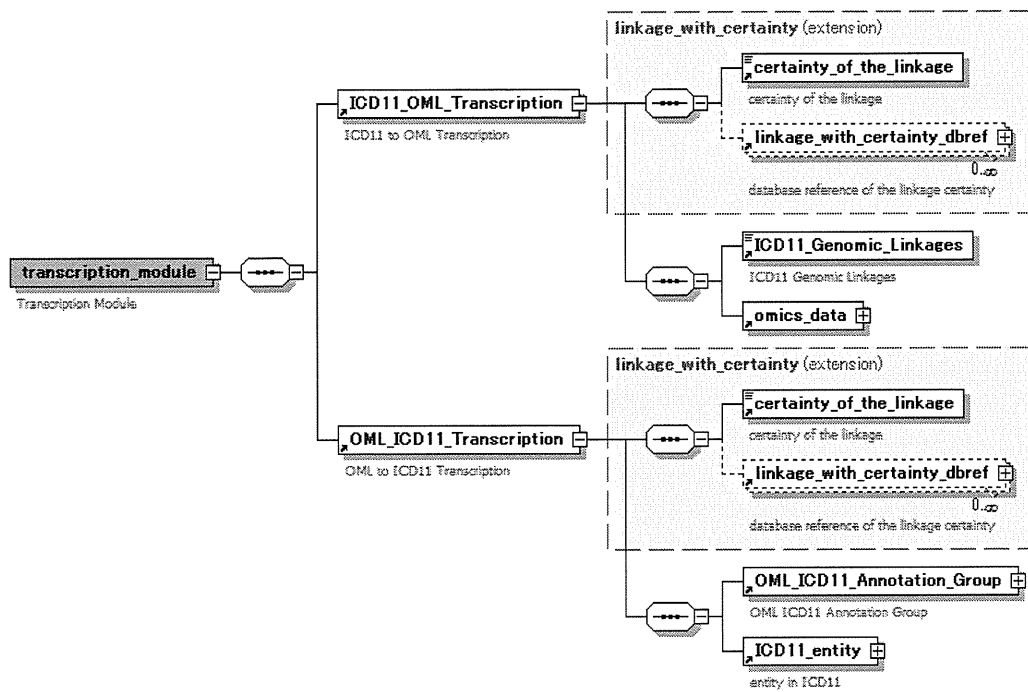 linkage_with_certainty (extension)
certainty_of_the_linkage
certainty of the linkage
ICD11_OML_Transcription
ICD11 to OML Transcription
linkage_with_certainty_dbref
0..∞
database reference of the linkage certainty
transcription_module
Transcription Module
ICD11_Genomic_Linkages
ICD11 Genomic Linkages
omics_data
linkage_with_certainty (extension)
certainty_of_the_linkage
certainty of the linkage
OML_ICD11_Transcription
OML to ICD11 Transcription
linkage_with_certainty_dbref
0..∞
database reference of the linkage certainty
OML_ICD11_Annotation_Group
OML ICD11 Annotation Group
ICD11_entity
entity in ICD11